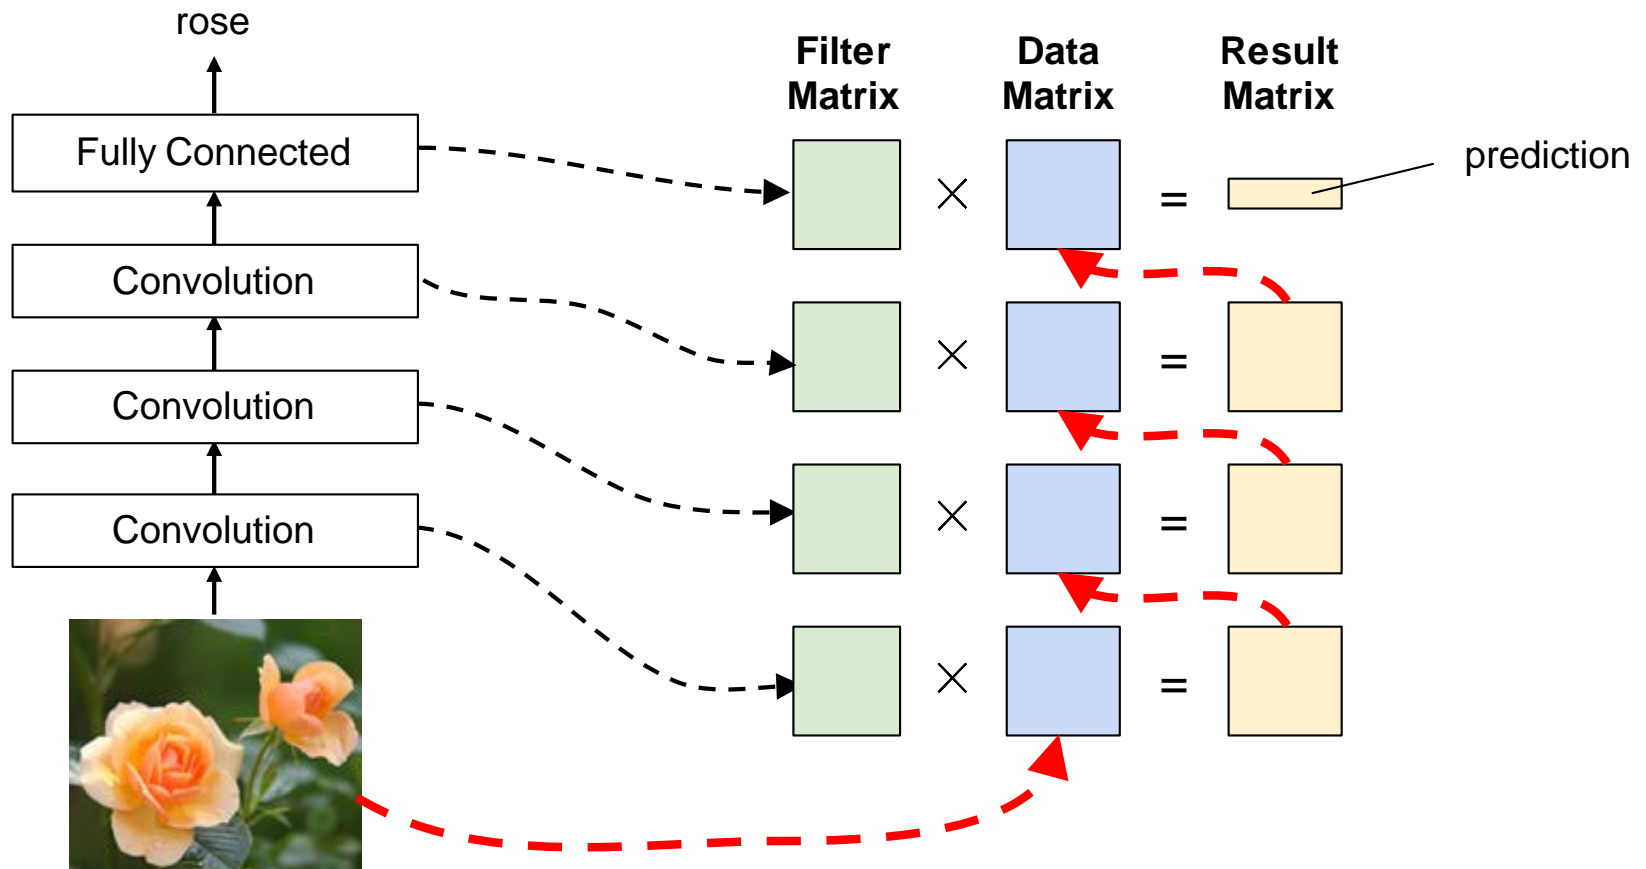 rose
Fully Connected
Convolution
Convolution
Convolution
Filter
Matrix
Data
Matrix
Result
Matrix
×
=
prediction
×
=
×
=
×
=